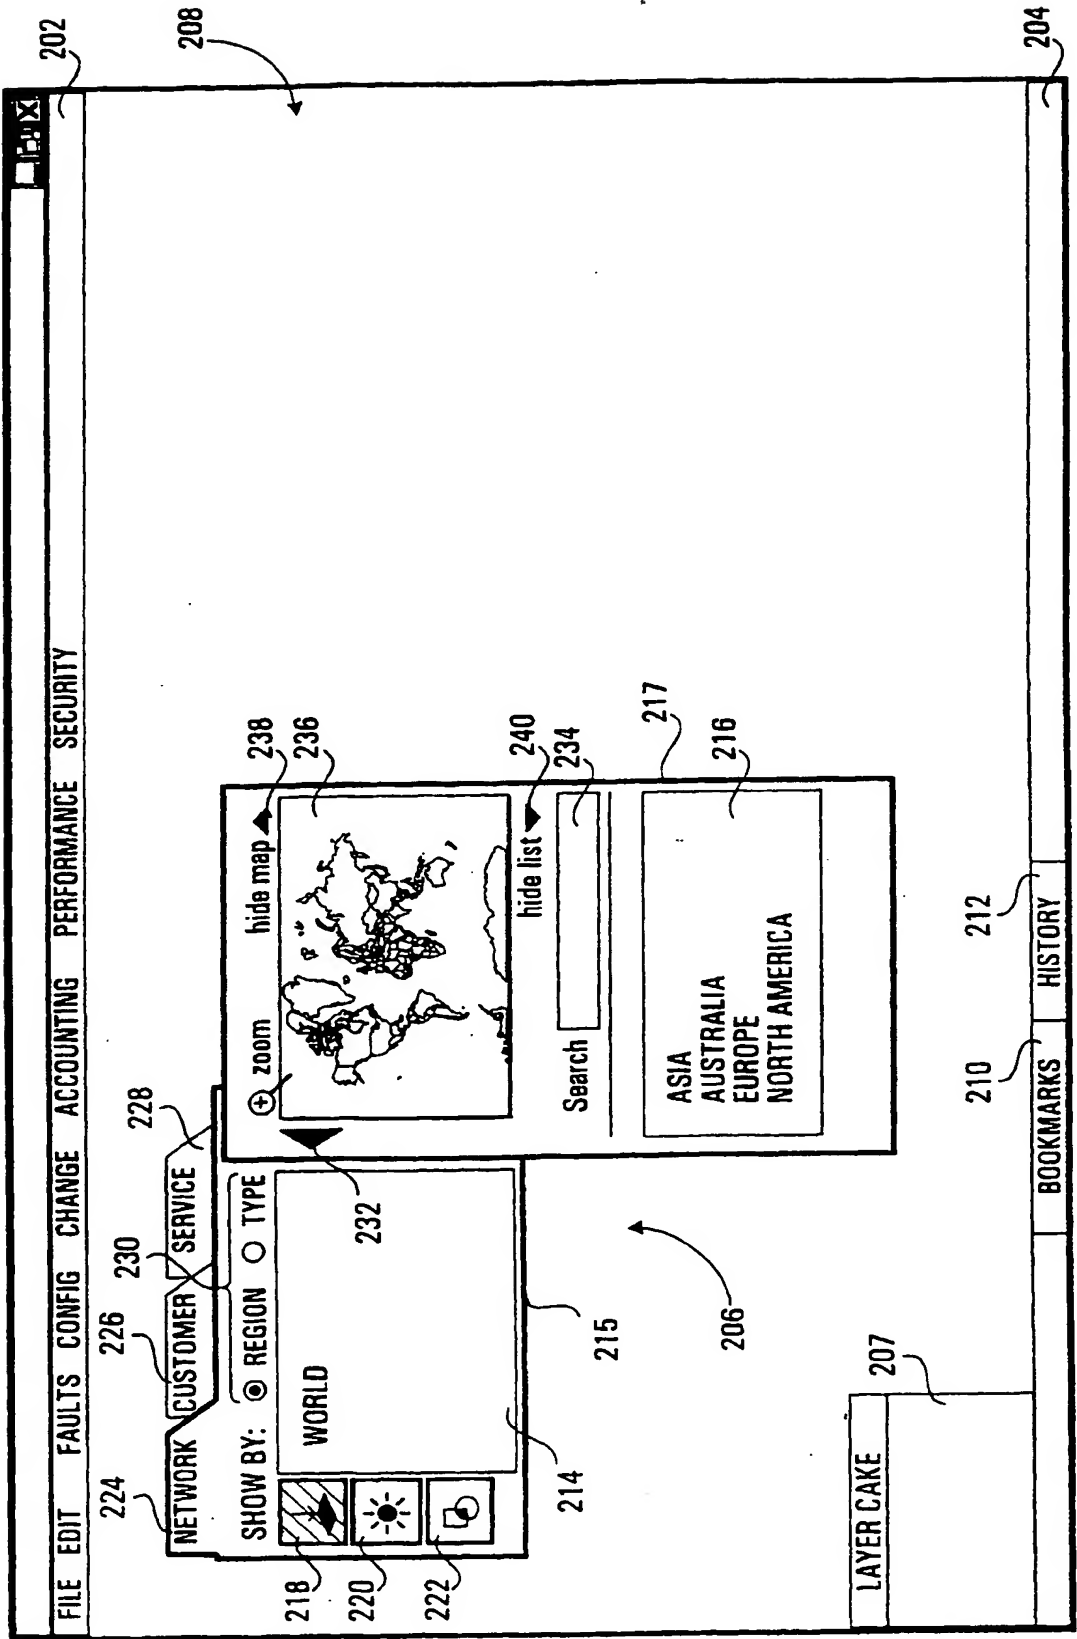 202
208
FILE EDIT FAULTS CONFIG CHANGE ACCOUNTING PERFORMANCE SECURITY
224
226
230
228
NETWORK
CUSTOMER
SERVICE
SHOW BY: REGION TYPE
zoom
hide map
238
236
218
220
222
WORLD
214
232
hide list
240
234
Search
217
216
ASIA
AUSTRALIA
EUROPE
NORTH AMERICA
215
206
207
LAYER CAKE
210
212
BOOKMARKS
HISTORY
204